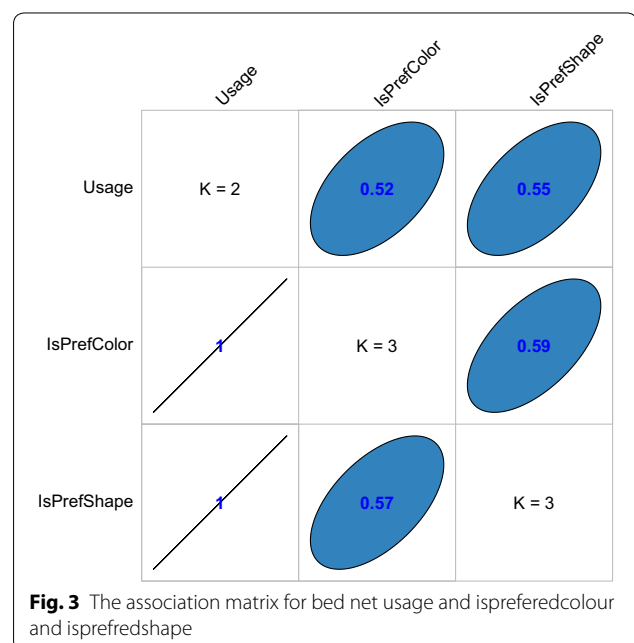 Usage IsPrefColor IsPrefShape
Usage K = 2 0.52 0.55
IsPrefColor 1 K = 3 0.59
IsPrefShape 1 0.57 K = 3
Fig. 3 The association matrix for bed net usage and ispreferedcolour
and isprefredshape